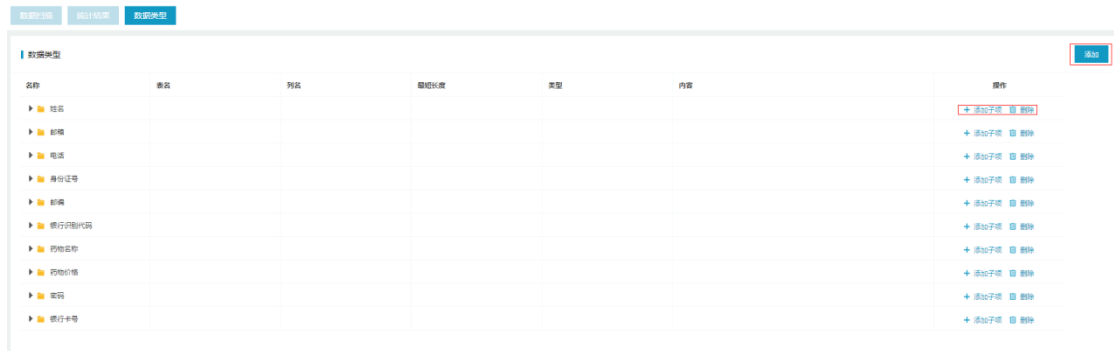 数据扫描 统计结果 数据类型
数据类型 添加
名称 表名 列名 最短长度 类型 内容 操作
姓名 添加子项 删除
邮箱 添加子项 删除
电话 添加子项 删除
身份证号 添加子项 删除
邮编 添加子项 删除
银行识别代码 添加子项 删除
药物名称 添加子项 删除
药物价格 添加子项 删除
密码 添加子项 删除
银行卡号 添加子项 删除